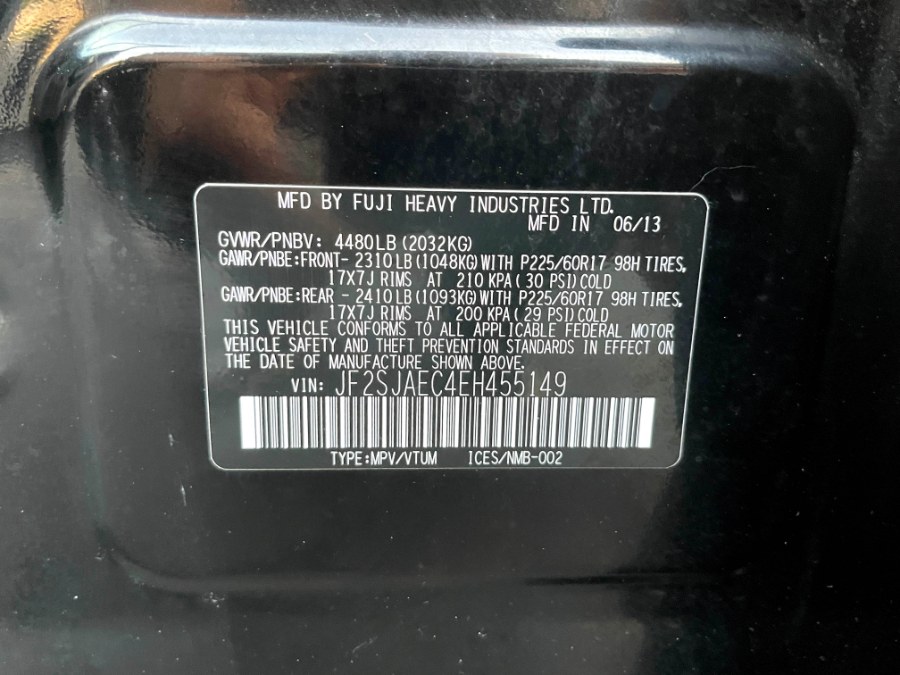 MFD BY FUJI HEAVY INDUSTRIES LTD.
MFD IN 06/13
GVWR/PNBV: 4480LB(2032KG)
GAWR/PNBE:FRONT- 2310LB(1048KG)WITH P225/60R17 98H TIRES,
17X7J RIMS AT 210 KPA( 30 PSI)COLD
GAWR/PNBE:REAR - 2410LB(1093KG)WITH P225/60R17 98H TIRES,
17X7J RIMS AT 200 KPA( 29 PSI)COLD
THIS VEHICLE CONFORMS TO ALL APPLICABLE FEDERAL MOTOR
VEHICLE SAFETY AND THEFT PREVENTION STANDARDS IN EFFECT ON
THE DATE OF MANUFACTURE SHOWN ABOVE.
VIN: JF2SJAEC4EH455149
TYPE:MPV/VTUM ICES/NMB-002